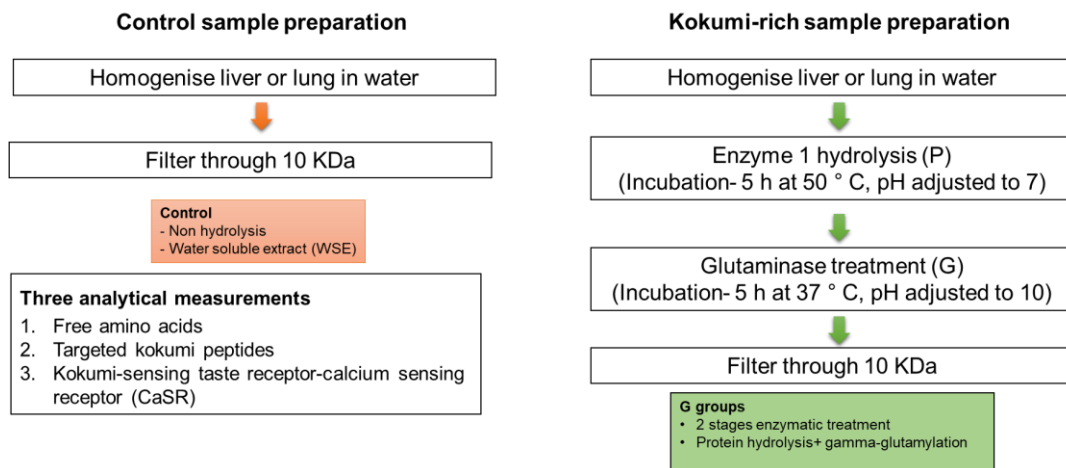 Control sample preparation
Homogenise liver or lung in water
Filter through 10 KDa
Control
- Non hydrolysis
- Water soluble extract (WSE)
Three analytical measurements
1. Free amino acids
2. Targeted kokumi peptides
3. Kokumi-sensing taste receptor-calcium sensing
receptor (CaSR)
Kokumi-rich sample preparation
Homogenise liver or lung in water
Enzyme 1 hydrolysis (P)
(Incubation- 5 h at 50 ° C, pH adjusted to 7)
Glutaminase treatment (G)
(Incubation- 5 h at 37 ° C, pH adjusted to 10)
Filter through 10 KDa
G groups
• 2 stages enzymatic treatment
• Protein hydrolysis+ gamma-glutamylation